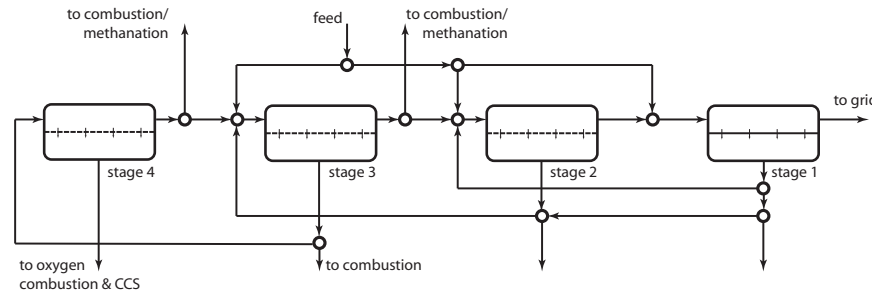 to combustion/
methanation
feed
to combustion/
methanation
to grid
stage 4
stage 3
stage 2
stage 1
to oxygen
combustion & CCS
to combustion